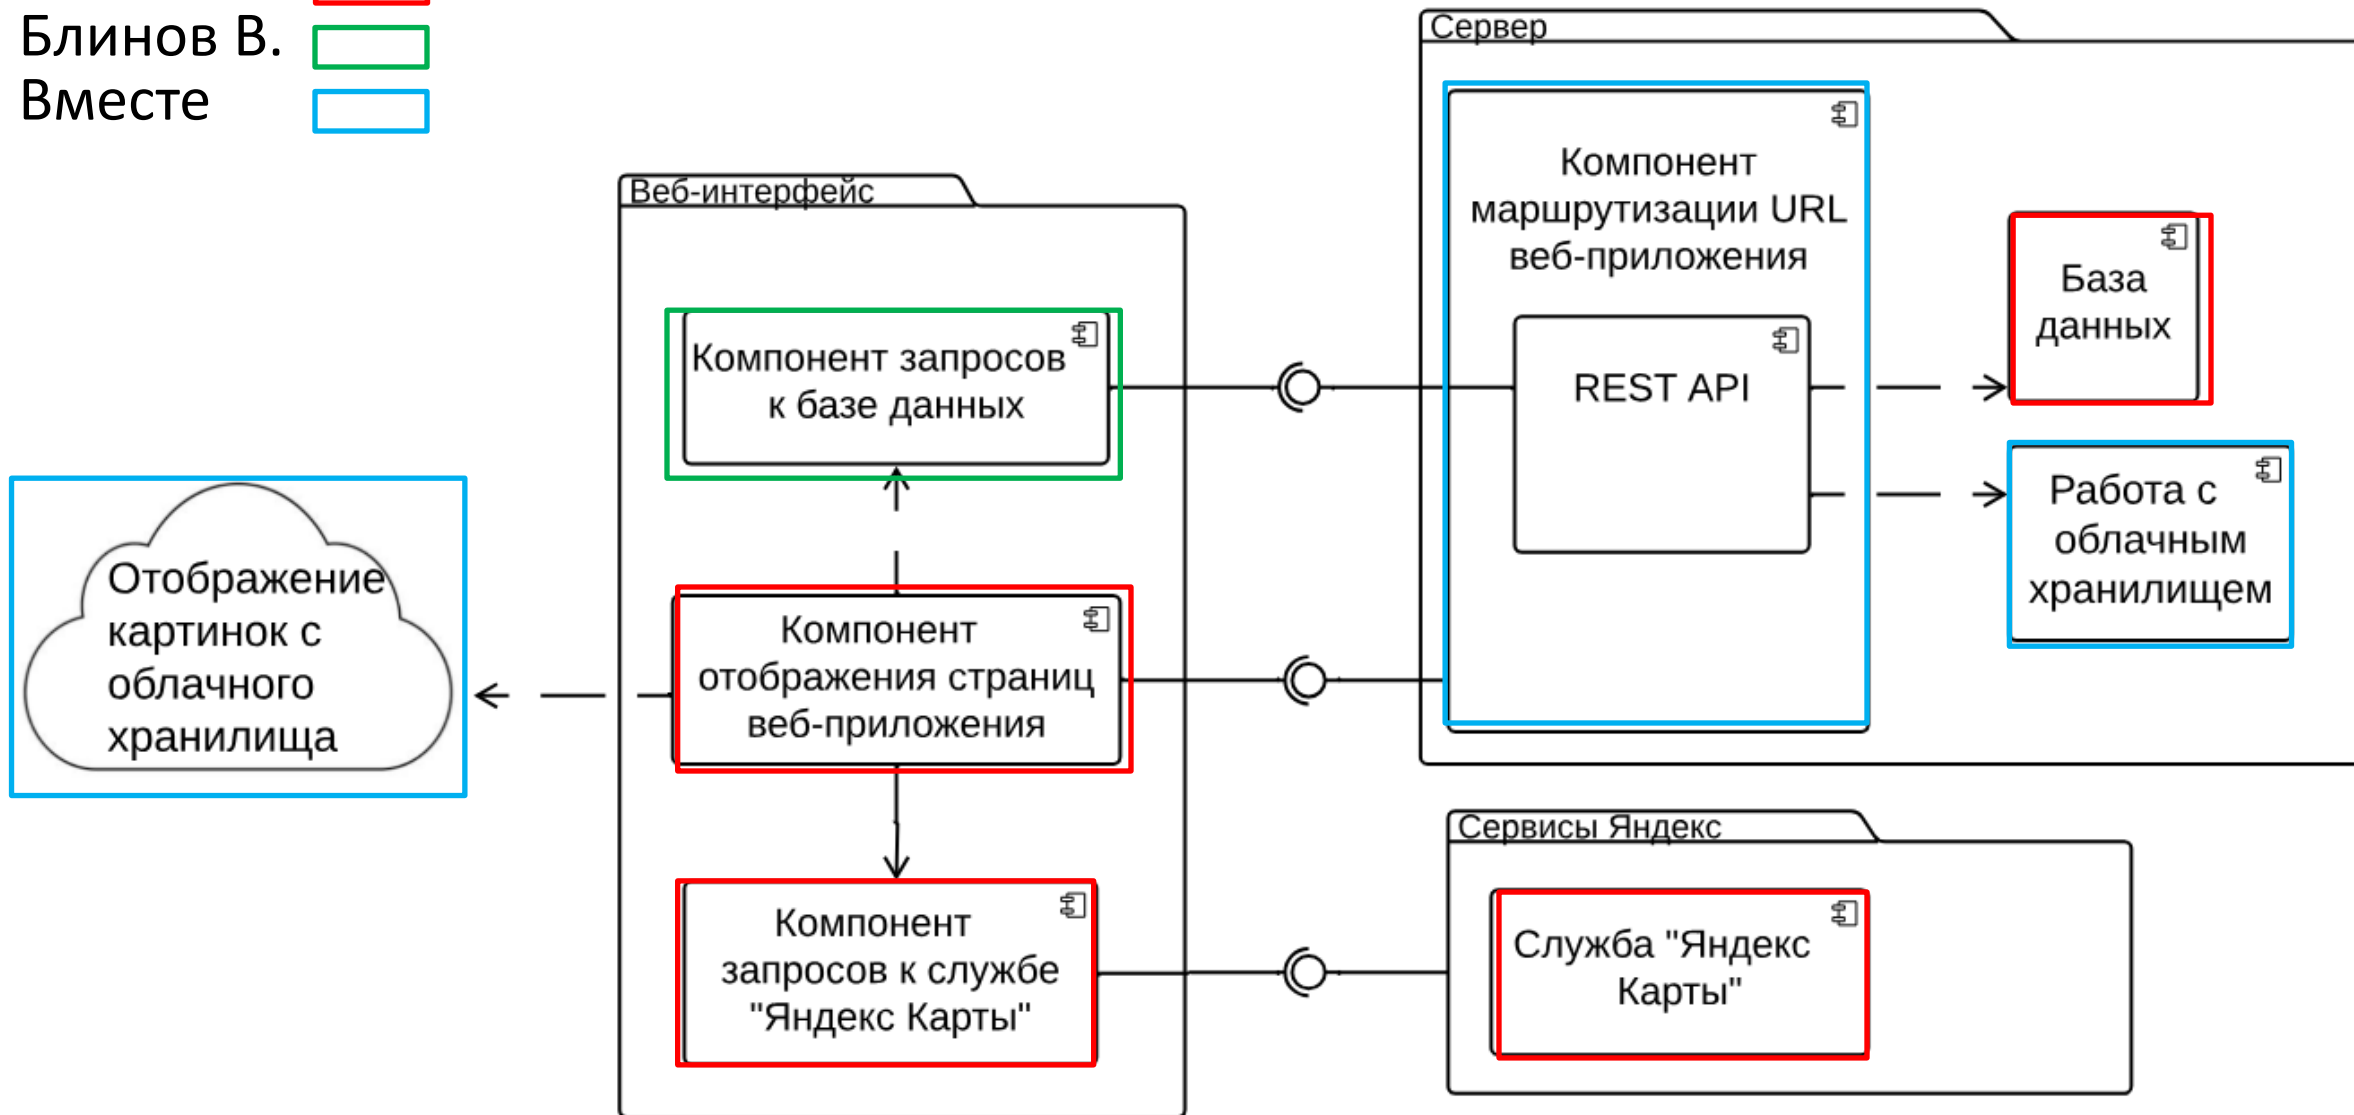 Блинов В.
Вместе
Сервер
Компонент
маршрутизации URL
веб-приложения
REST API
База
данных
Работа с
облачным
хранилищем
Веб-интерфейс
Компонент запросов
к базе данных
Компонент
отображения страниц
веб-приложения
Компонент
запросов к службе
"Яндекс Карты"
Отображение
картинок с
облачного
хранилища
Сервисы Яндекс
Служба "Яндекс
Карты"